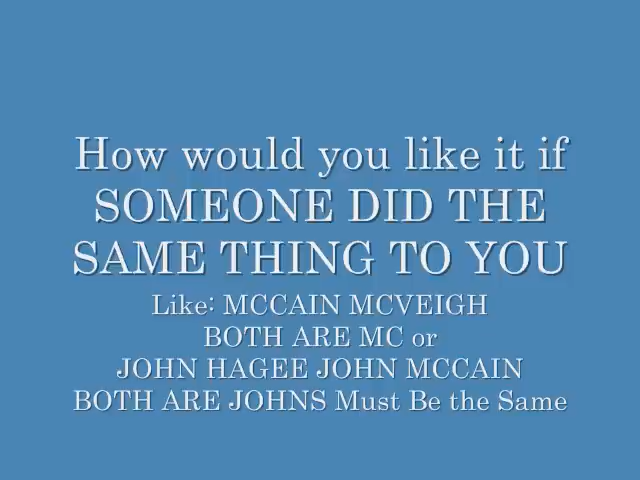 How would you like it if
SOMEONE DID THE
SAME THING TO YOU
Like: MCCAIN MCVEIGH
BOTH ARE MC or
JOHN HAGEE JOHN MCCAIN
BOTH ARE JOHNS Must Be the Same